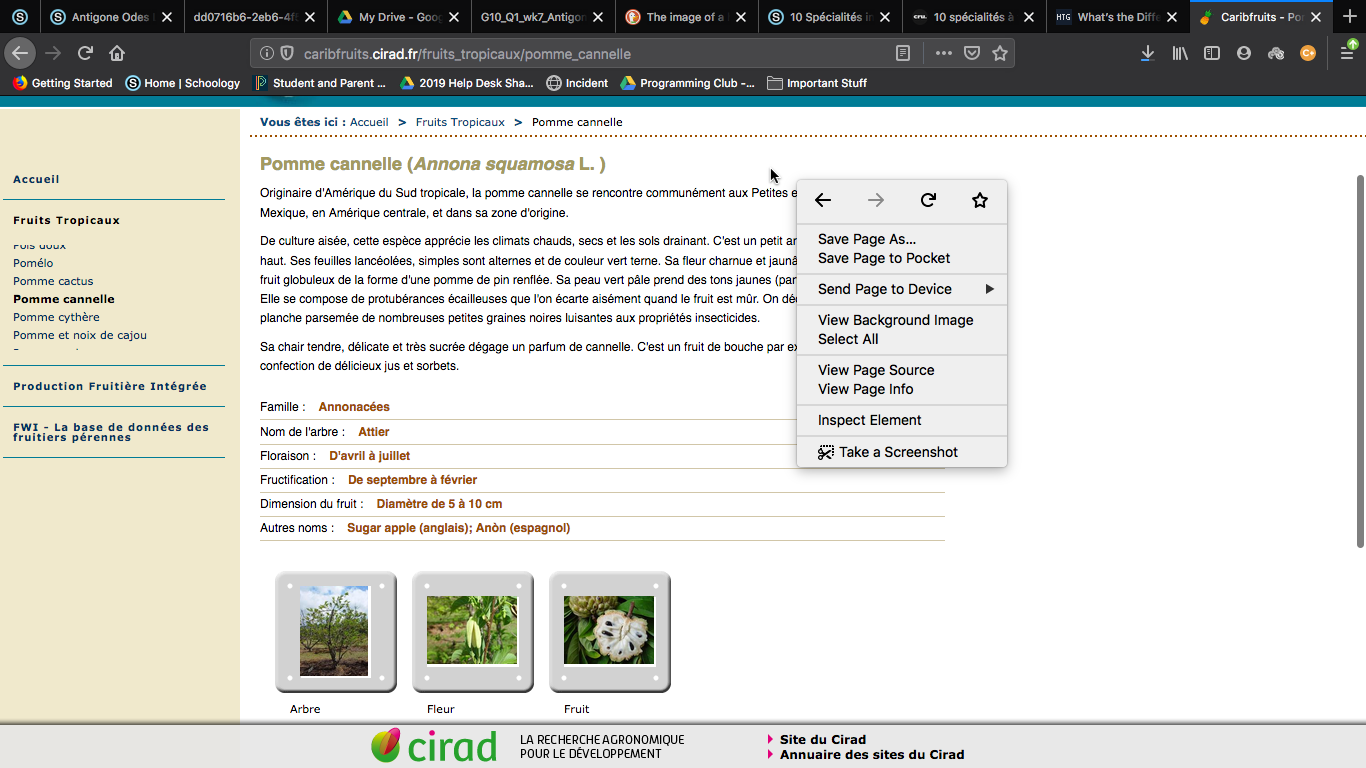 Antigone Odes
dd0716b6-2eb6-4f
My Drive - Goo
G10_Q1_wk7_Antigon
The image of a
10 Spécialités
10 spécialités à
HTG
What's the Diffe
Caribfruits - Po
caribfruits.cirad.fr/fruits_tropicaux/pomme_cannelle
Getting Started
Home | Schoology
Student and Parent ...
2019 Help Desk Sha...
Incident
Programming Club -...
Important Stuff
Vous êtes ici : Accueil > Fruits Tropicaux > Pomme cannelle
Accueil
Fruits Tropicaux
Pois doux
Pomélo
Pomme cactus
Pomme cannelle
Pomme cythère
Pomme et noix de cajou
Production Fruitière Intégrée
FWI - La base de données des
fruitiers pérennes
Pomme cannelle (Annona squamosa L. )
Originaire d'Amérique du Sud tropicale, la pomme cannelle se rencontre communément aux Petites
Mexique, en Amérique centrale, et dans sa zone d'origine.
De culture aisée, cette espèce apprécie les climats chauds, secs et les sols drainant. C'est un petit
haut. Ses feuilles lancéolées, simples sont alternes et de couleur vert terne. Sa fleur charnue et
fruit globuleux de la forme d'une pomme de pin renflée. Sa peau vert pâle prend des tons jaunes
Elle se compose de protubérances écailleuses que l'on écarte aisément quand le fruit est mûr. On
planche parsemée de nombreuses petites graines noires luisantes aux propriétés insecticides.
Sa chair tendre, délicate et très sucrée dégage un parfum de cannelle. C'est un fruit de bouche par
confection de délicieux jus et sorbets.
Famille : Annonacées
Nom de l'arbre : Attier
Floraison : D'avril à juillet
Fructification : De septembre à février
Dimension du fruit : Diamètre de 5 à 10 cm
Autres noms : Sugar apple (anglais); Anòn (espagnol)
Save Page As...
Save Page to Pocket
Send Page to Device
View Background Image
Select All
View Page Source
View Page Info
Inspect Element
Take a Screenshot
Arbre
Fleur
Fruit
cirad
LA RECHERCHE AGRONOMIQUE
POUR LE DÉVELOPPEMENT
Site du Cirad
Annuaire des sites du Cirad